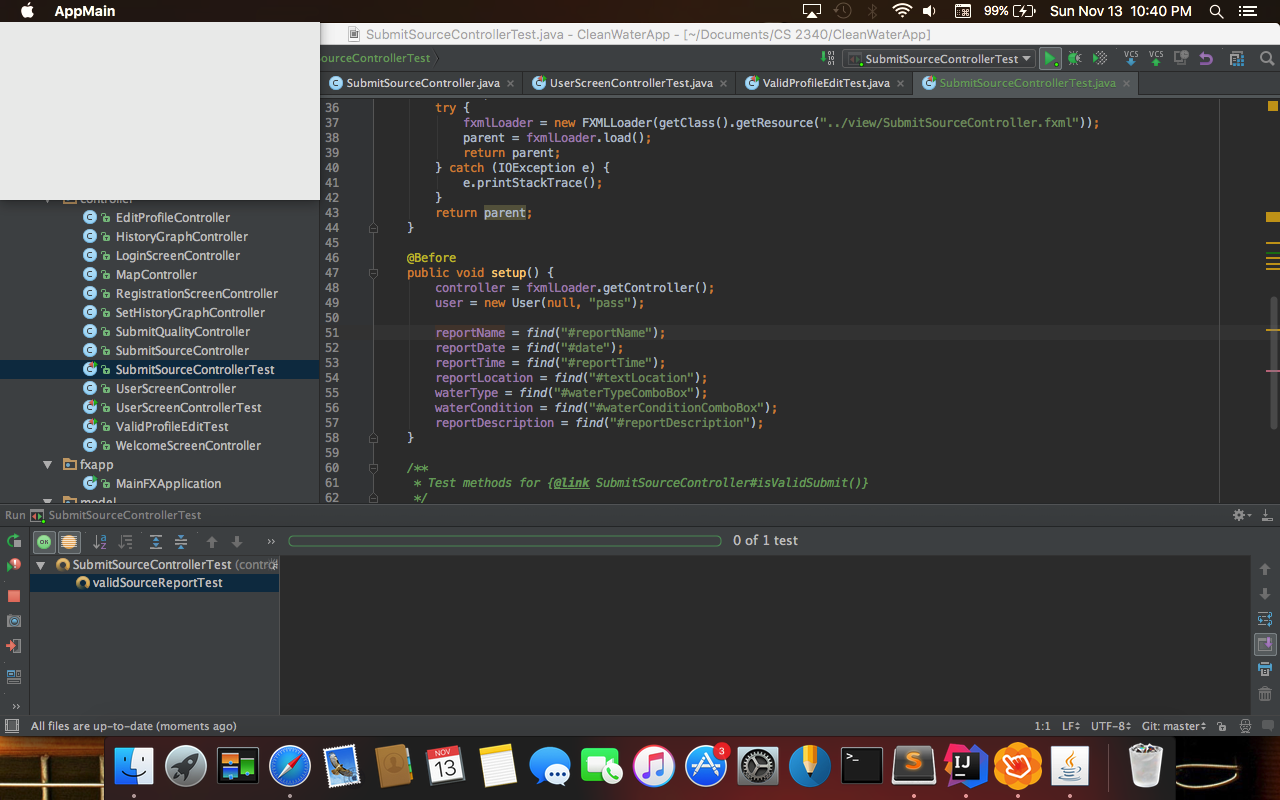 AppMain
99%
Sun Nov 13 10:40 PM
SubmitSourceControllerTest.java - CleanWaterApp - [~/Documents/CS 2340/CleanWaterApp]
ourceControllerTest
SubmitSourceControllerTest
VCS
VCS
SubmitSourceController.java
UserScreenControllerTest.java
ValidProfileEditTest.java
SubmitSourceControllerTest.java
36 try {
37 fxmlLoader = new FXMLLoader(getClass().getResource("../view/SubmitSourceController.fxml"));
38 parent = fxmlLoader.load();
39 return parent;
40 } catch (IOException e) {
41 e.printStackTrace();
42 }
43 return parent;
44 }
45
46 @Before
47 public void setup() {
48 controller = fxmlLoader.getController();
49 user = new User(null, "pass");
50
51 reportName = find("#reportName");
52 reportDate = find("#date");
53 reportTime = find("#reportTime");
54 reportLocation = find("#textLocation");
55 waterType = find("#waterTypeComboBox");
56 waterCondition = find("#waterConditionComboBox");
57 reportDescription = find("#reportDescription");
58 }
59
60 /**
61 * Test methods for {@link SubmitSourceController#isValidSubmit()}
62 */
controller
EditProfileController
HistoryGraphController
LoginScreenController
MapController
RegistrationScreenController
SetHistoryGraphController
SubmitQualityController
SubmitSourceController
SubmitSourceControllerTest
UserScreenController
UserScreenControllerTest
ValidProfileEditTest
WelcomeScreenController
fxapp
MainFXApplication
model
Run SubmitSourceControllerTest
0 of 1 test
SubmitSourceControllerTest (contro
validSourceReportTest
All files are up-to-date (moments ago)
1:1 LF UTF-8 Git: master
NOV
13
3
IJ